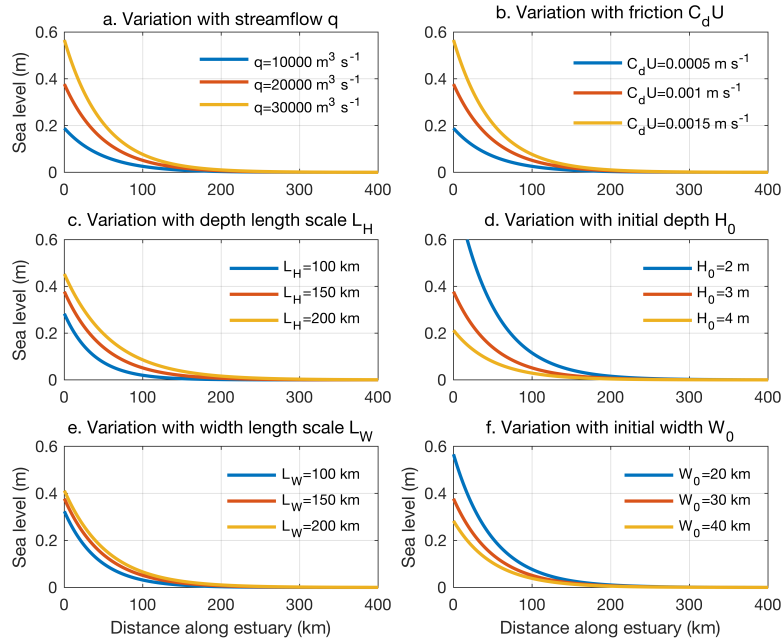 a. Variation with streamflow q
Sea level (m)
0.6
0.4
0.2
0
q=10000 m³ s⁻¹
q=20000 m³ s⁻¹
q=30000 m³ s⁻¹
0 100 200 300 400
b. Variation with friction C_dU
0.6
0.4
0.2
0
C_dU=0.0005 m s⁻¹
C_dU=0.001 m s⁻¹
C_dU=0.0015 m s⁻¹
0 100 200 300 400
c. Variation with depth length scale L_H
Sea level (m)
0.6
0.4
0.2
0
L_H=100 km
L_H=150 km
L_H=200 km
0 100 200 300 400
d. Variation with initial depth H_0
0.6
0.4
0.2
0
H_0=2 m
H_0=3 m
H_0=4 m
0 100 200 300 400
e. Variation with width length scale L_W
Sea level (m)
0.6
0.4
0.2
0
L_W=100 km
L_W=150 km
L_W=200 km
0 100 200 300 400
Distance along estuary (km)
f. Variation with initial width W_0
Sea level (m)
0.6
0.4
0.2
0
W_0=20 km
W_0=30 km
W_0=40 km
0 100 200 300 400
Distance along estuary (km)